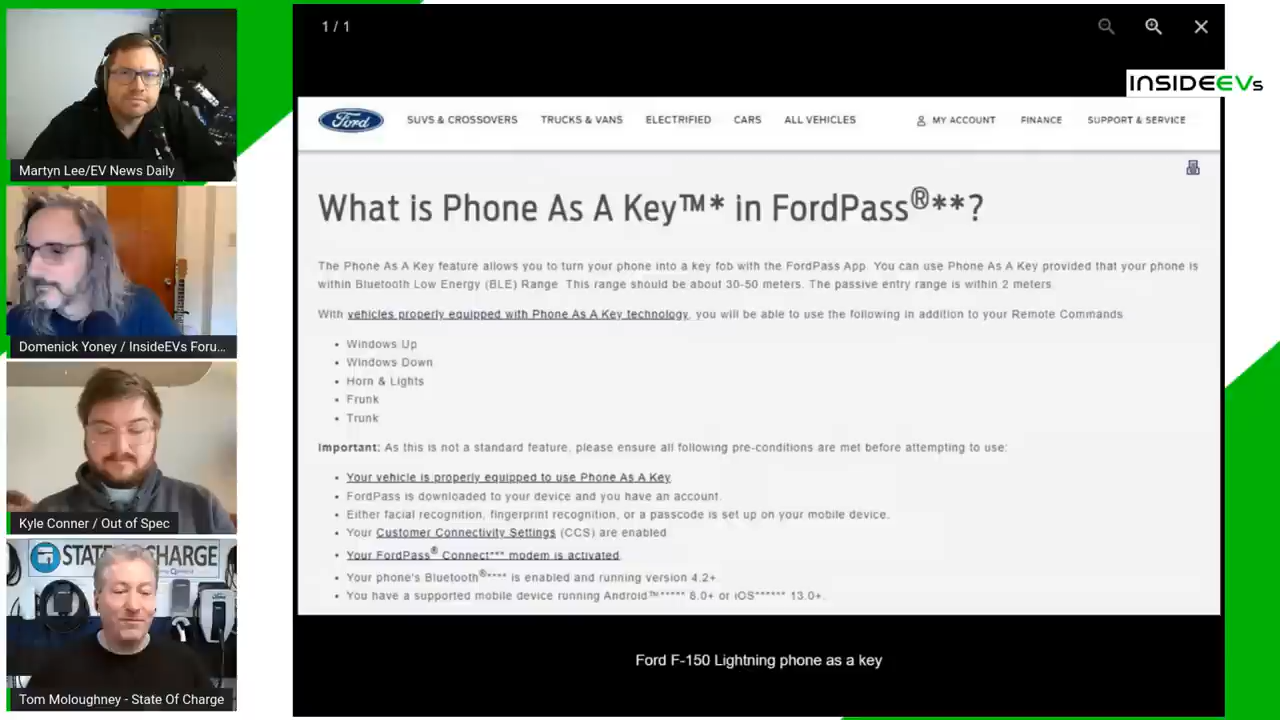 1 / 1
INSIDEEVs
Ford
SUVS & CROSSOVERS
TRUCKS & VANS
ELECTRIFIED
CARS
ALL VEHICLES
MY ACCOUNT
FINANCE
SUPPORT & SERVICE
What is Phone As A Key™* in FordPass®**?
The Phone As A Key feature allows you to turn your phone into a key fob with the FordPass App. You can use Phone As A Key provided that your phone is
within Bluetooth Low Energy (BLE) Range. This range should be about 30-50 meters. The passive entry range is within 2 meters.
With vehicles properly equipped with Phone As A Key technology, you will be able to use the following in addition to your Remote Commands
• Windows Up
• Windows Down
• Horn & Lights
• Frunk
• Trunk
Important: As this is not a standard feature, please ensure all following pre-conditions are met before attempting to use:
• Your vehicle is properly equipped to use Phone As A Key.
• FordPass is downloaded to your device and you have an account.
• Either facial recognition, fingerprint recognition, or a passcode is set up on your mobile device.
• Your Customer Connectivity Settings (CCS) are enabled
• Your FordPass® Connect*** modem is activated.
• Your phone's Bluetooth®**** is enabled and running version 4.2+
• You have a supported mobile device running Android™***** 8.0+ or iOS****** 13.0+.
Ford F-150 Lightning phone as a key
Martyn Lee/EV News Daily
Domenick Yoney / InsideEVs Foru...
Kyle Conner / Out of Spec
STATE OF CHARGE
Tom Moloughney - State Of Charge